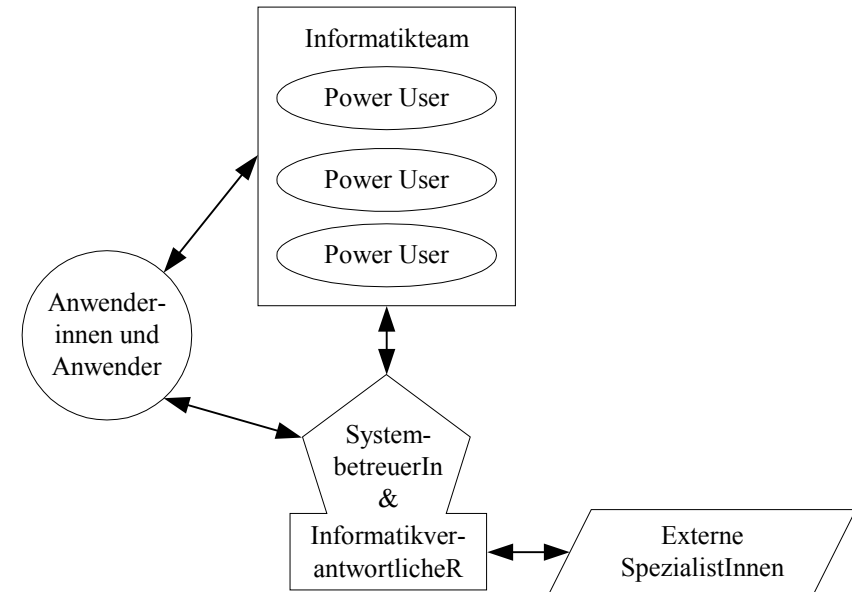 Informatikteam
Power User
Power User
Power User
Anwender-
innen und
Anwender
System-
betreuerIn
&
Informatikver-
antwortlicheR
Externe
SpezialistInnen